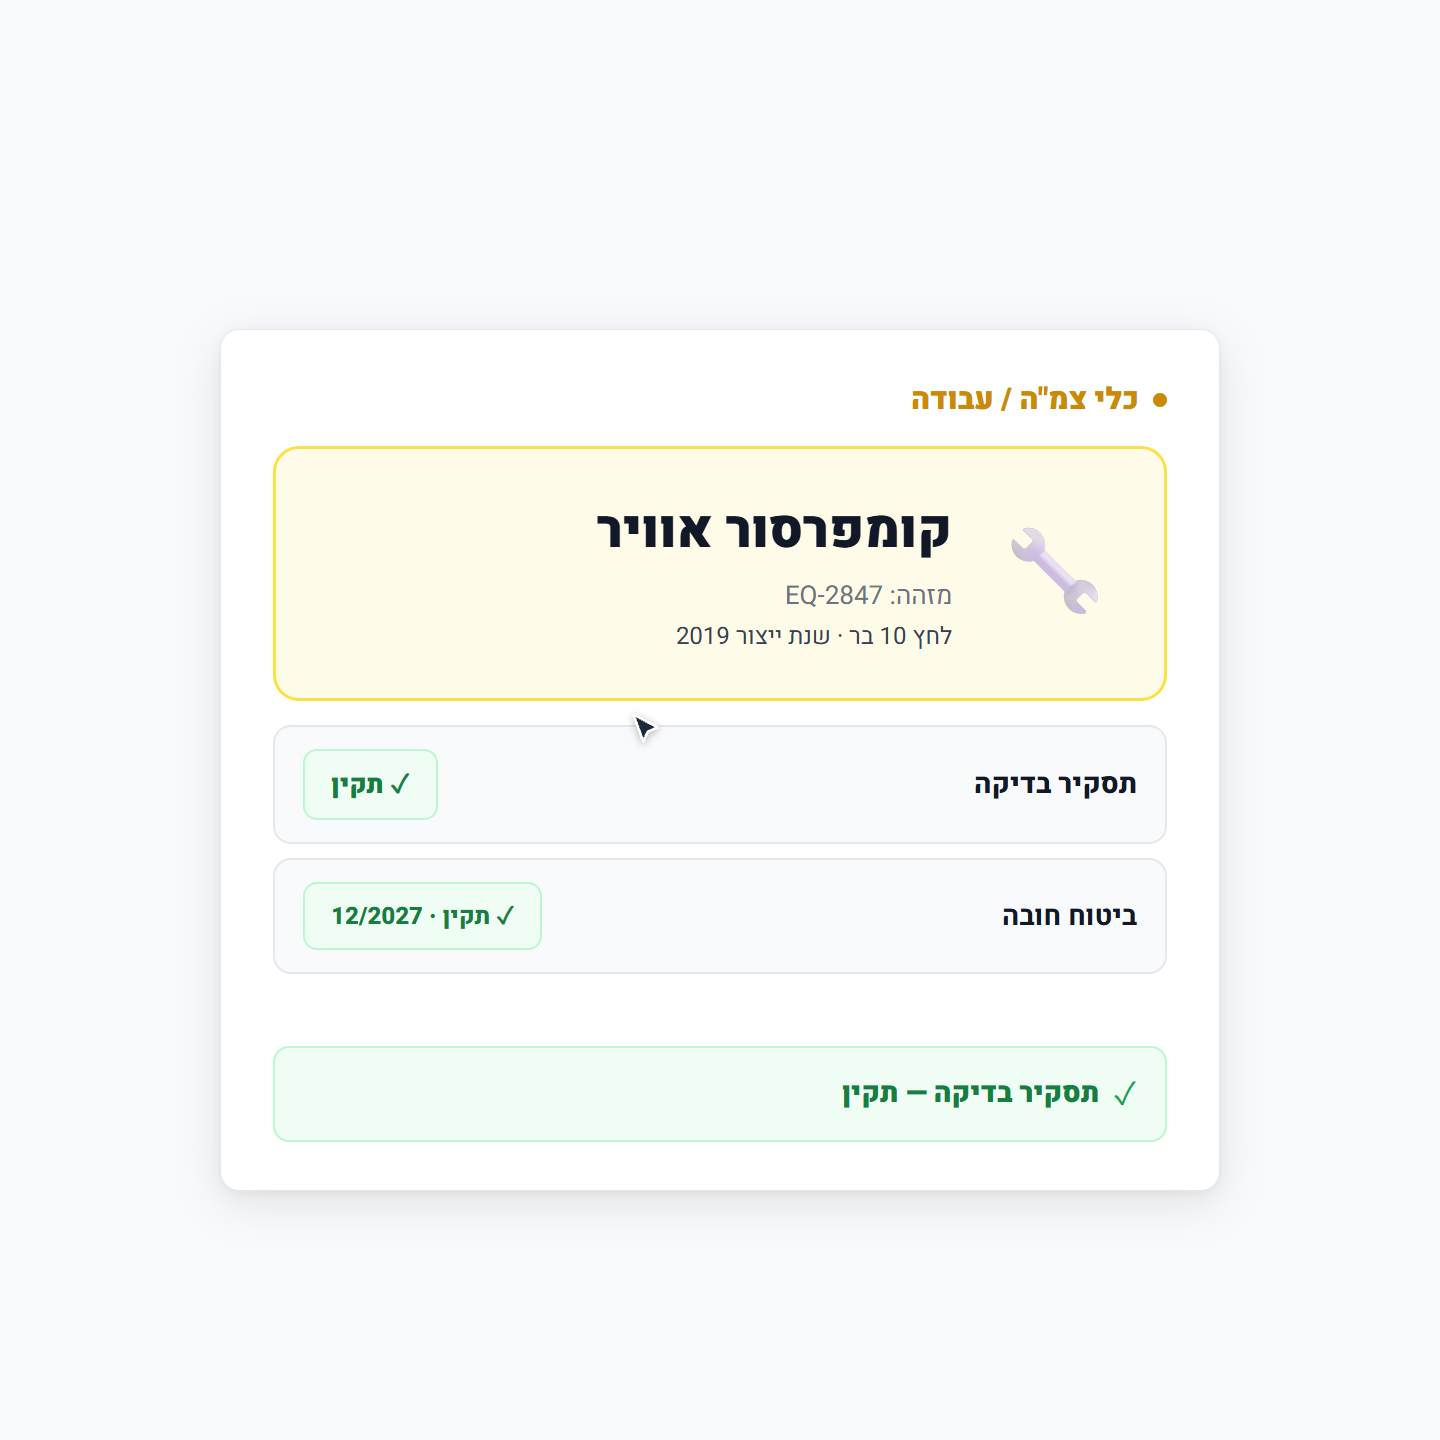 כלי צמ"ה / עבודה
קומפרסור אוויר
מזהה: EQ-2847
לחץ 10 בר · שנת ייצור 2019
תסקיר בדיקה
✓ תקין
ביטוח חובה
✓ תקין · 12/2027
✓ תסקיר בדיקה — תקין